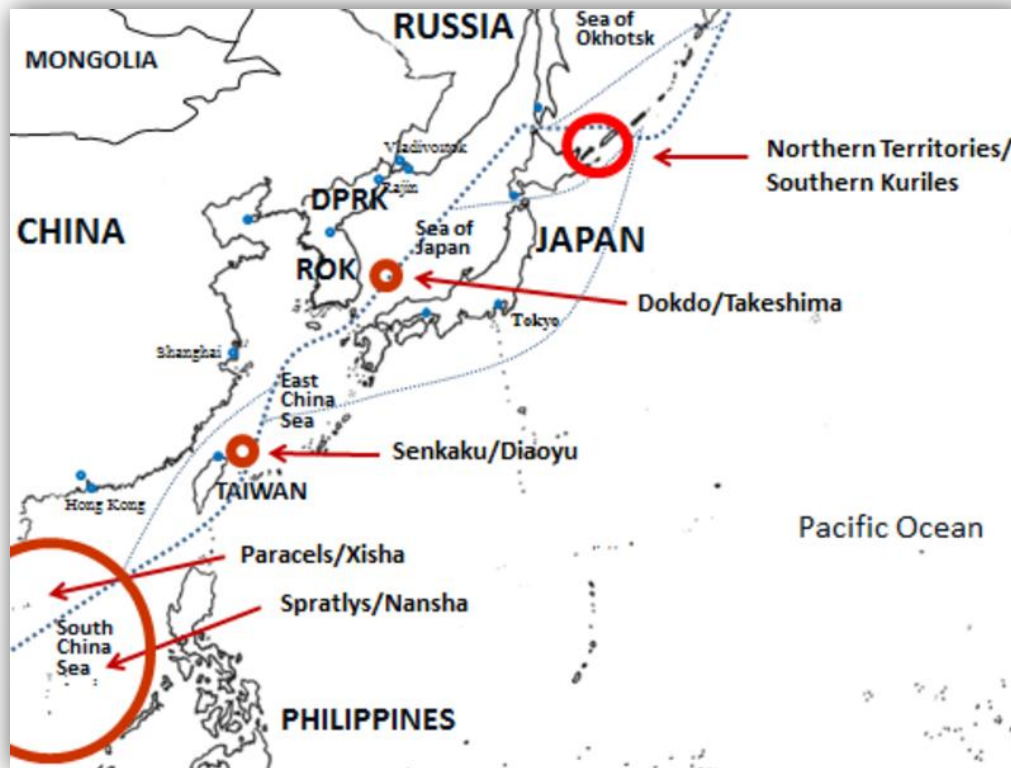 RUSSIA
Sea of
Okhotsk
MONGOLIA
Vladivostok
Northern Territories/
Southern Kuriles
Rajin
DPRK
CHINA
Sea of
Japan
JAPAN
ROK
Dokdo/Takeshima
Tokyo
Shanghai
East
China
Sea
Senkaku/Diaoyu
TAIWAN
Hong Kong
Pacific Ocean
Paracels/Xisha
Spratlys/Nansha
South
China
Sea
PHILIPPINES